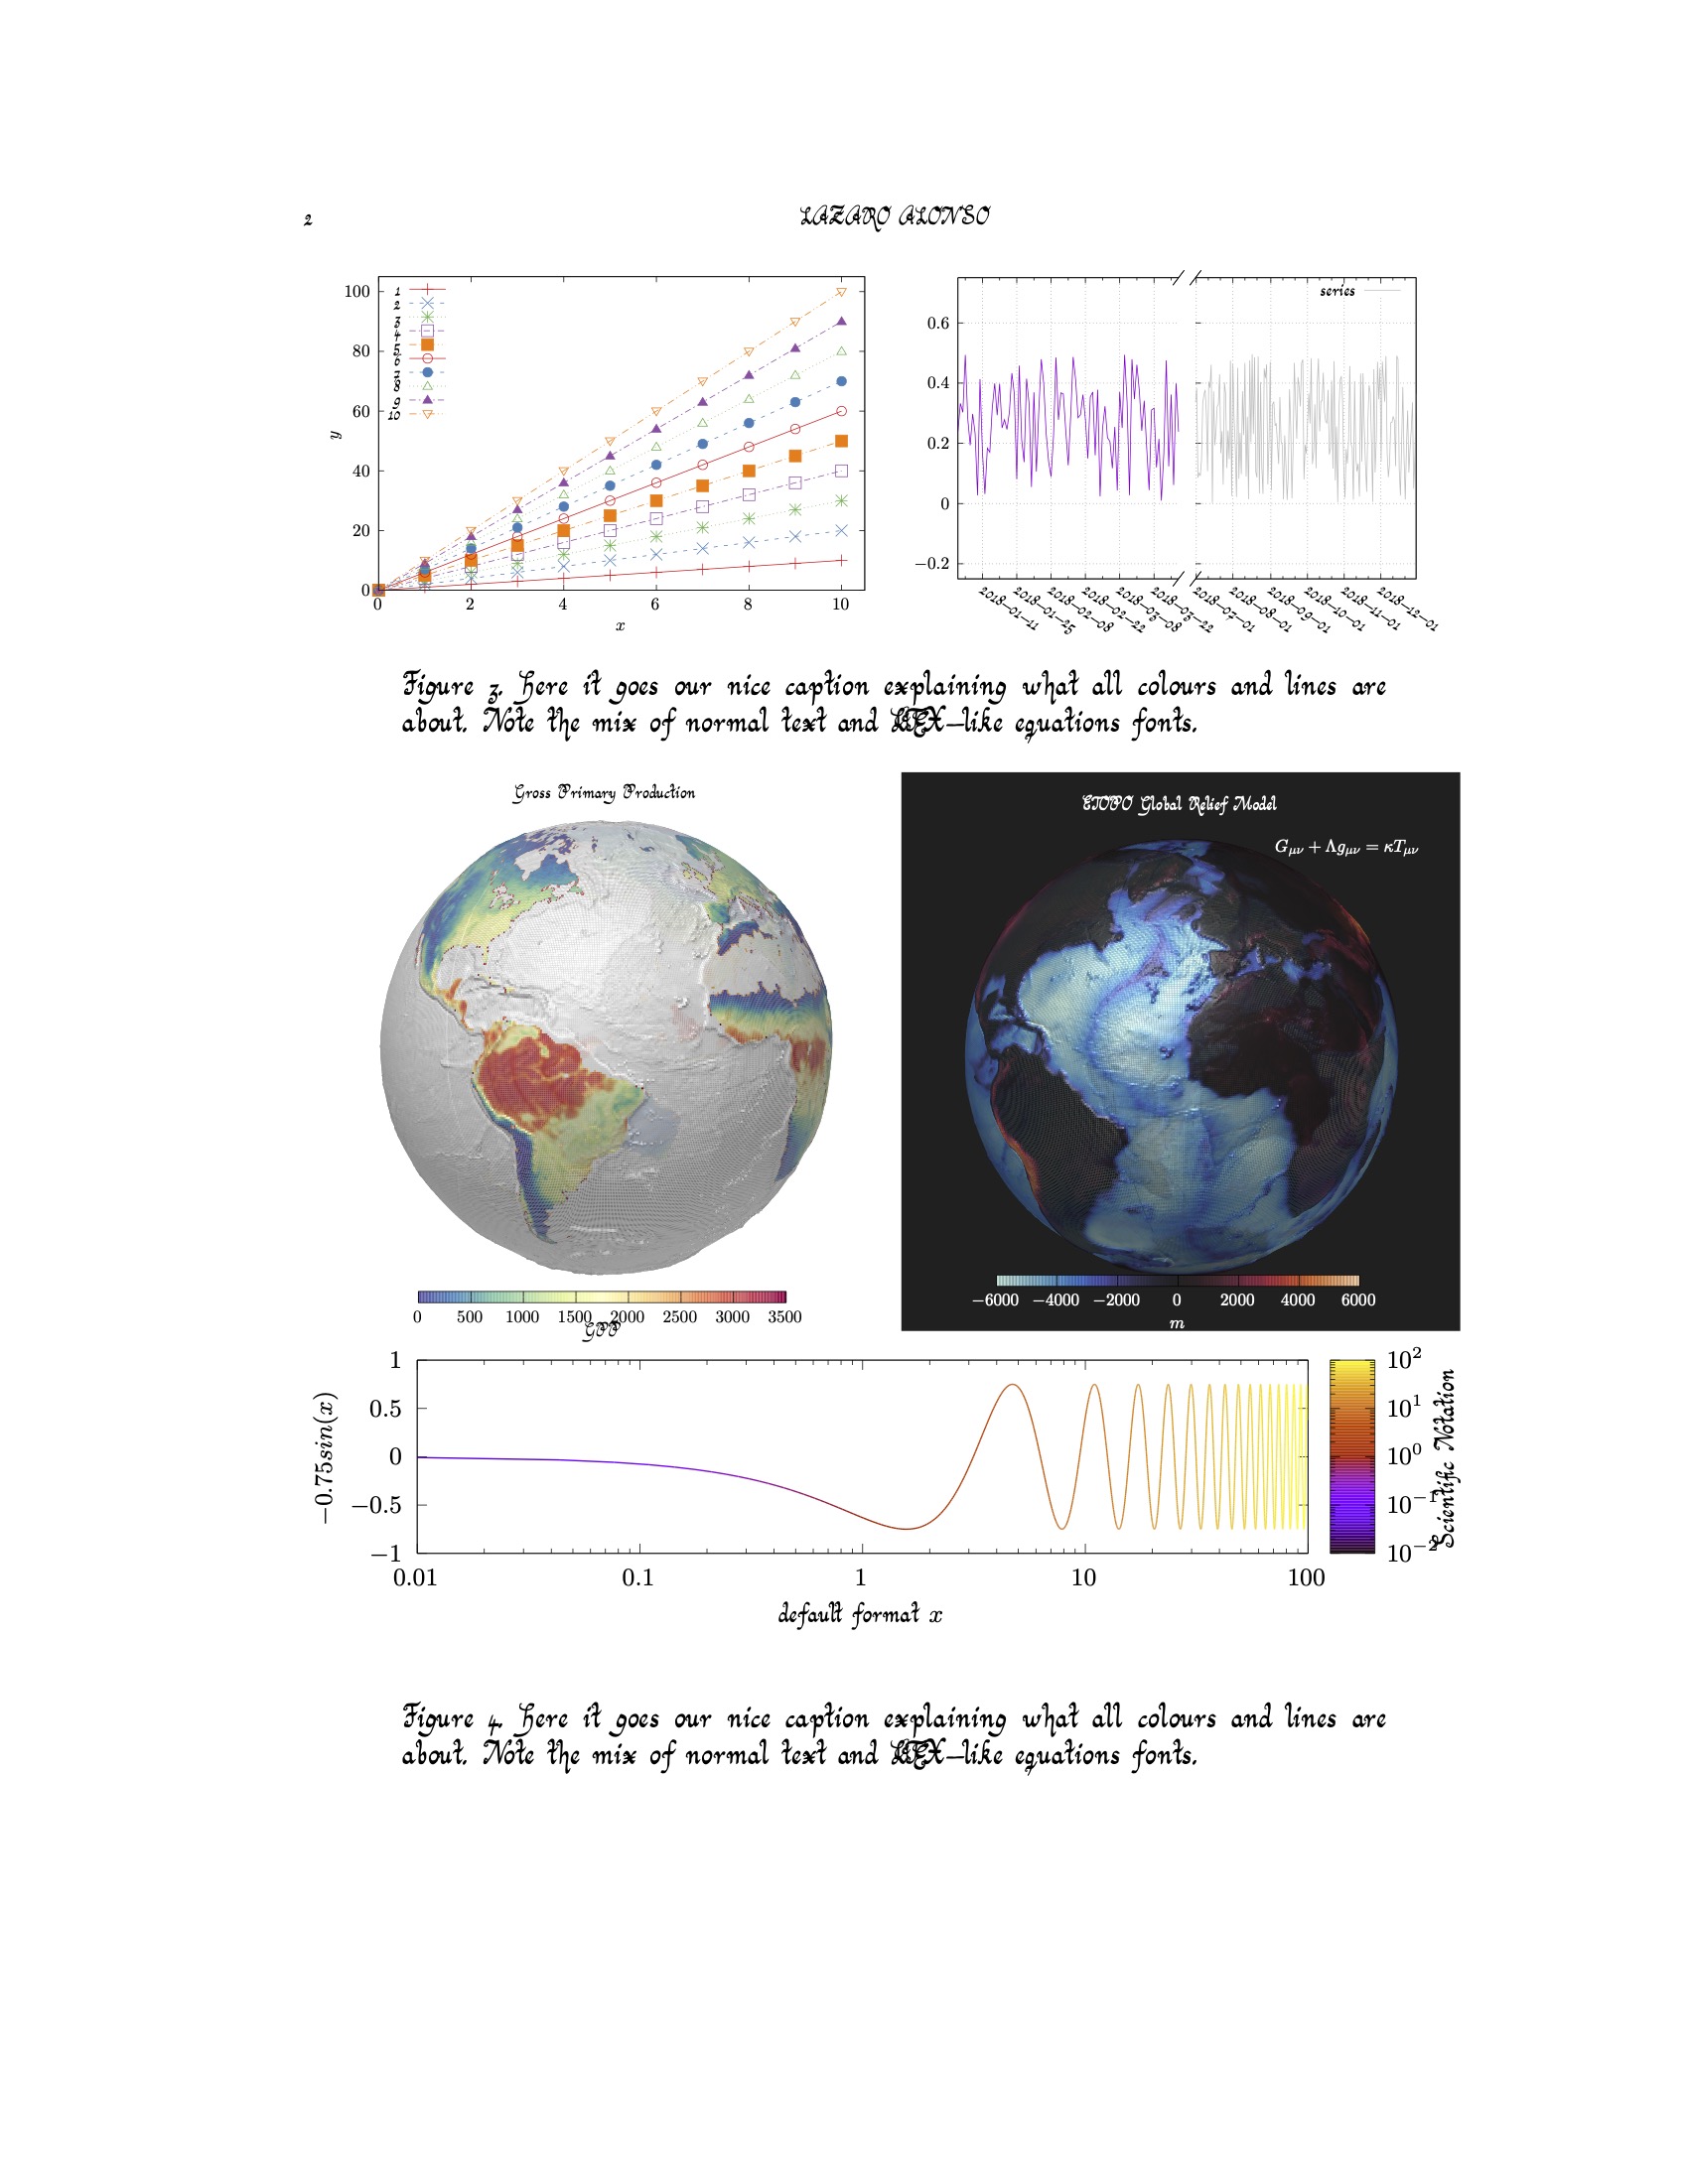 2
LAZARO ALONSO
100
80
60
40
20
0
y
1
2
3
4
5
6
7
8
9
10
0 2 4 6 8 10
x
series
0.6
0.4
0.2
0
−0.2
2018-01-11
2018-01-25
2018-02-08
2018-02-22
2018-03-08
2018-03-22
2018-07-01
2018-08-01
2018-09-01
2018-10-01
2018-11-01
2018-12-01
Figure 3. Here it goes our nice caption explaining what all colours and lines are
about. Note the mix of normal text and LATEX-like equations fonts.
Gross Primary Production
0 500 1000 1500 2000 2500 3000 3500
GPP
ETOPO Global Relief Model
G_μν + Λg_μν = κT_μν
−6000 −4000 −2000 0 2000 4000 6000
m
−0.75sin(x)
1
0.5
0
−0.5
−1
0.01 0.1 1 10 100
default format x
10²
10¹
10⁰
10⁻¹
10⁻²
Scientific Notation
Figure 4. Here it goes our nice caption explaining what all colours and lines are
about. Note the mix of normal text and LATEX-like equations fonts.